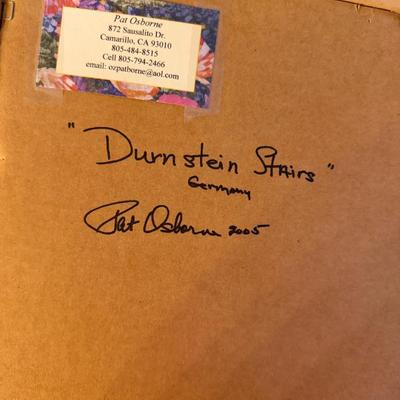 Pat Osborne
872 Sausalito Dr.
Camarillo, CA 93010
805-484-8515
Cell 805-794-2466
email: ozpatborne@aol.com
"Durnstein Stairs"
Germany
Pat Osborne 2005